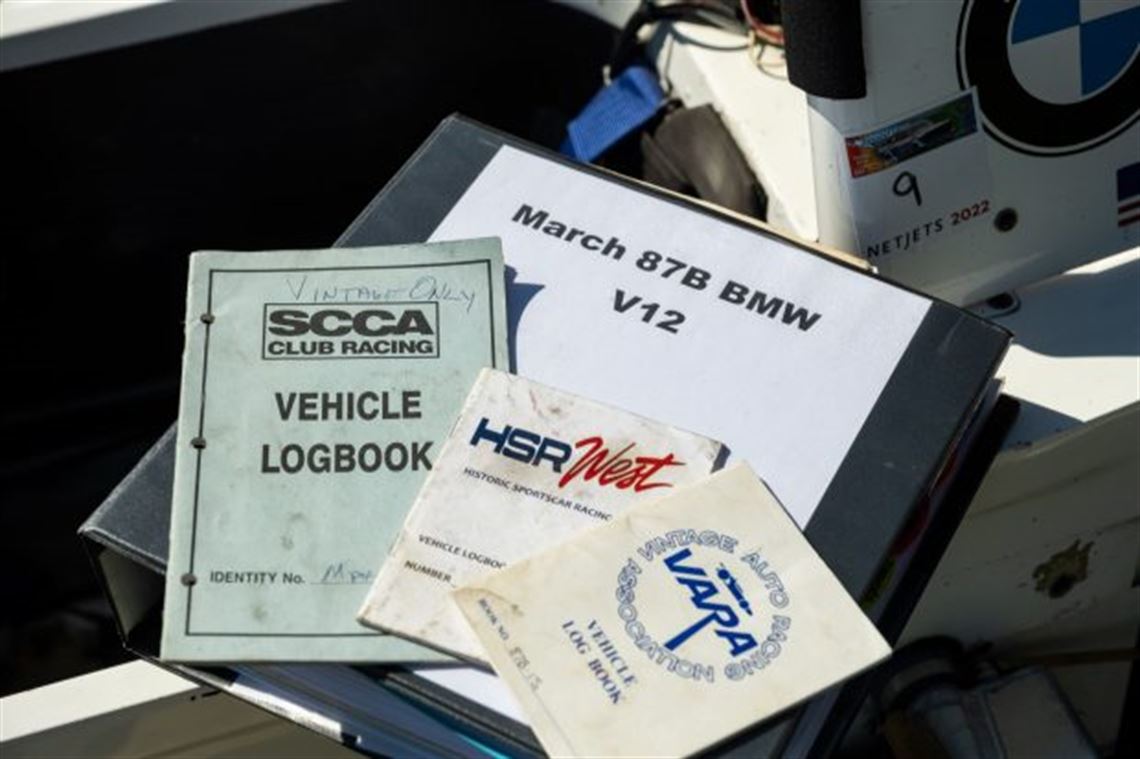 March 87B BMW
V12
9
NETJETS 2022
VINTAGE ONLY
SCCA
CLUB RACING
VEHICLE
LOGBOOK
IDENTITY No.
HSR West
HISTORIC SPORTSCAR RACING
VEHICLE LOGBOOK
NUMBER
VINTAGE AUTO RACING ASSOCIATION
VARA
VEHICLE
LOG BOOK
BOOK NO.